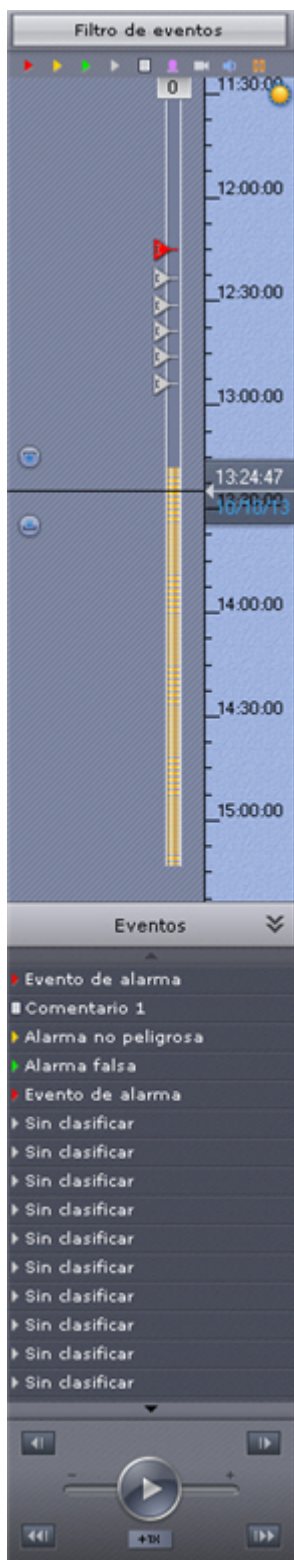 Filtro de eventos
0
11:30:00
12:00:00
12:30:00
13:00:00
13:24:47
10/10/13
14:00:00
14:30:00
15:00:00
Eventos
Evento de alarma
Comentario 1
Alarma no peligrosa
Alarma falsa
Evento de alarma
Sin clasificar
Sin clasificar
Sin clasificar
Sin clasificar
Sin clasificar
Sin clasificar
Sin clasificar
Sin clasificar
Sin clasificar
Sin clasificar
- +
+1X